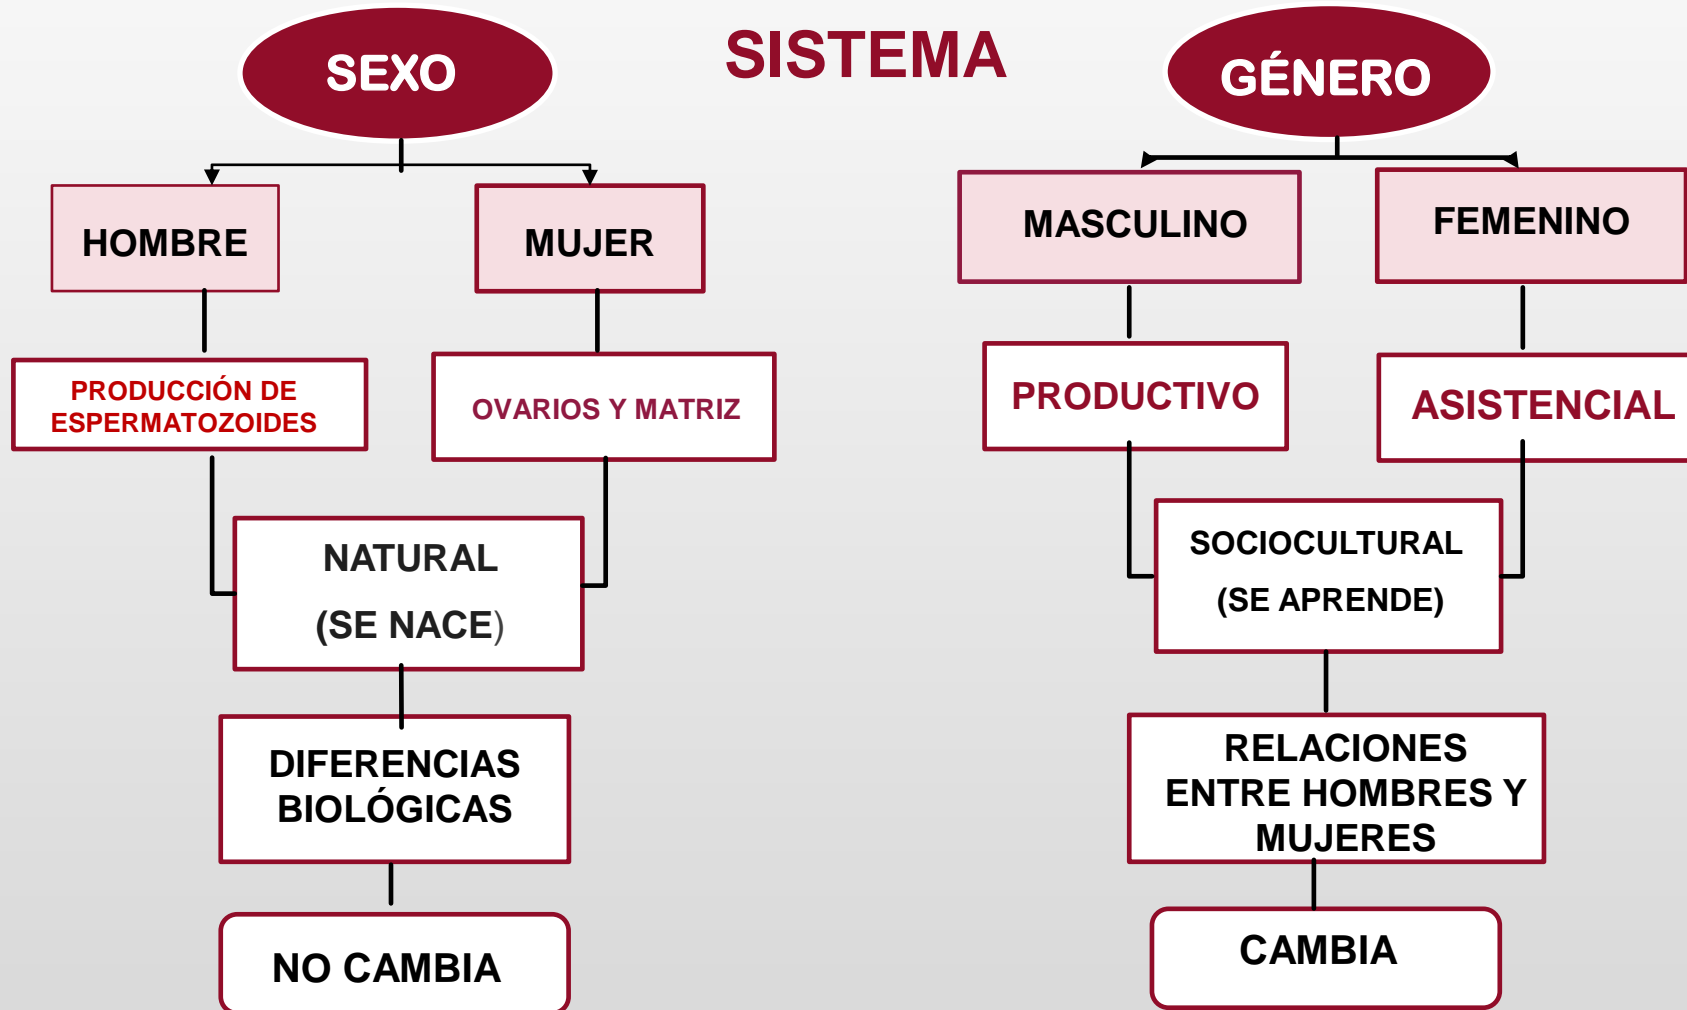 SEXO
SISTEMA
GÉNERO
HOMBRE
MUJER
MASCULINO
FEMENINO
PRODUCCIÓN DE
ESPERMATOZOIDES
OVARIOS Y MATRIZ
PRODUCTIVO
ASISTENCIAL
NATURAL
(SE NACE)
SOCIOCULTURAL
(SE APRENDE)
DIFERENCIAS
BIOLÓGICAS
RELACIONES
ENTRE HOMBRES Y
MUJERES
NO CAMBIA
CAMBIA